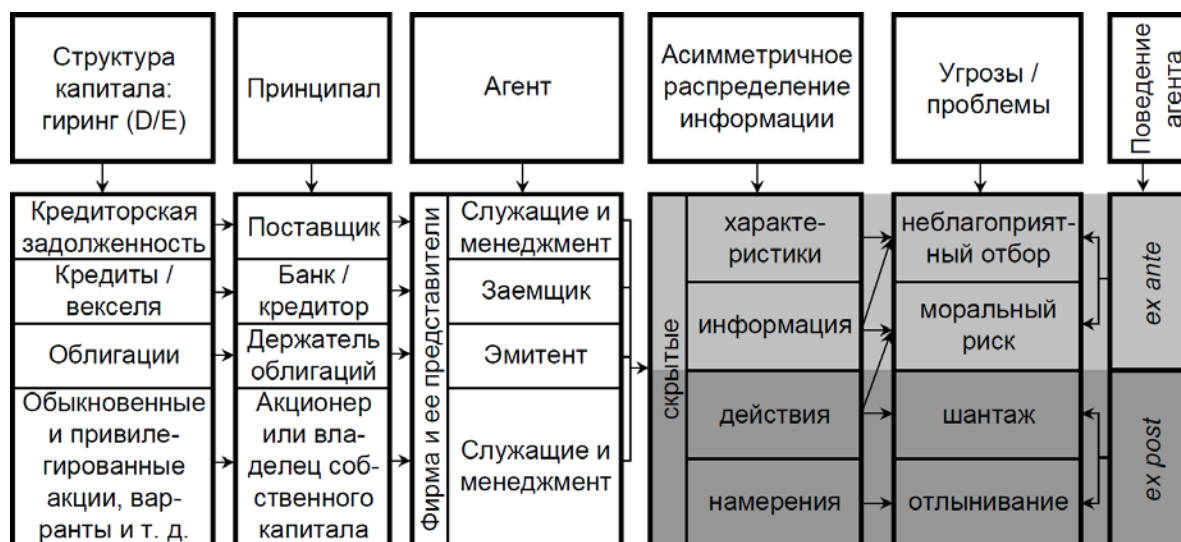 Структура
капитала:
гиринг (D/E)
Принципал
Агент
Асимметричное
распределение
информации
Угрозы /
проблемы
Поведение
агента
Кредиторская
задолженность
Кредиты /
векселя
Облигации
Обыкновенные
и привиле-
гированные
акции, вар-
ранты и т. д.
Поставщик
Банк /
кредитор
Держатель
облигаций
Акционер
или вла-
делец соб-
ственного
капитала
Фирма и ее представители
Служащие и
менеджмент
Заемщик
Эмитент
Служащие и
менеджмент
скрытые
характе-
ристики
информация
действия
намерения
неблагоприят-
ный отбор
моральный
риск
шантаж
отлынивание
ex ante
ex post